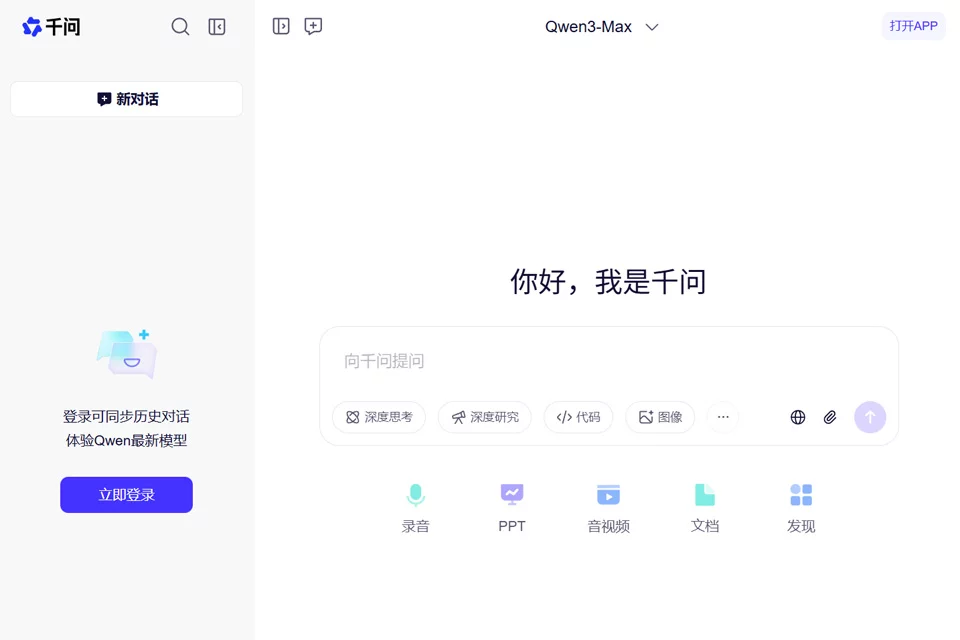 千问
新对话
登录可同步历史对话
体验Qwen最新模型
立即登录
Qwen3-Max
打开APP
你好，我是千问
向千问提问
深度思考
深度研究
代码
图像
录音
PPT
音视频
文档
发现